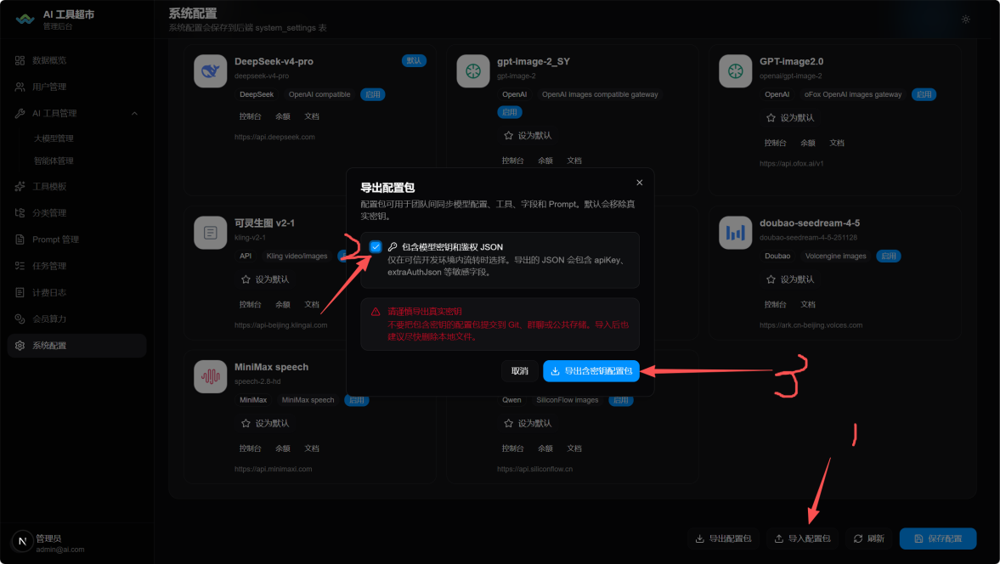 AI 工具超市
管理后台
数据概览
用户管理
AI 工具管理
大模型管理
智能体管理
工具模板
分类管理
Prompt 管理
任务管理
计费日志
会员算力
系统配置
N
管理员
admin@ai.com
系统配置
系统配置会保存到后端 system_settings 表
DeepSeek-v4-pro
默认
deepseek-v4-pro
DeepSeek OpenAI compatible 启用
控制台 余额 文档
https://api.deepseek.com
gpt-image-2_SY
gpt-image-2
OpenAI OpenAI images compatible gateway
启用
设为默认
控制台 余额 文档
GPT-image2.0
openai/gpt-image-2
OpenAI oFox OpenAI images gateway 启用
设为默认
控制台 余额 文档
https://api.ofox.ai/v1
可灵生图 v2-1
kling-v2-1
API Kling video/images
设为默认
控制台 余额 文档
https://api-beijing.klingai.com
doubao-seedream-4-5
doubao-seedream-4-5-251128
Doubao Volcengine images 启用
设为默认
控制台 文档
https://ark.cn-beijing.volces.com
MiniMax speech
speech-2.8-hd
MiniMax MiniMax speech 启用
设为默认
控制台 余额 文档
https://api.minimaxi.com
Qwen SiliconFlow images 启用
设为默认
控制台 余额 文档
https://api.siliconflow.cn
导出配置包
配置包可用于团队间同步模型配置、工具、字段和 Prompt。默认会移除真
实密钥。
包含模型密钥和鉴权 JSON
仅在可信开发环境内流转时选择。导出的 JSON 会包含 apiKey、
extraAuthJson 等敏感字段。
请谨慎导出真实密钥
不要把包含密钥的配置包提交到 Git、群聊或公共存储。导入后也
建议尽快删除本地文件。
取消 导出含密钥配置包
3
1
导出配置包 导入配置包 刷新 保存配置